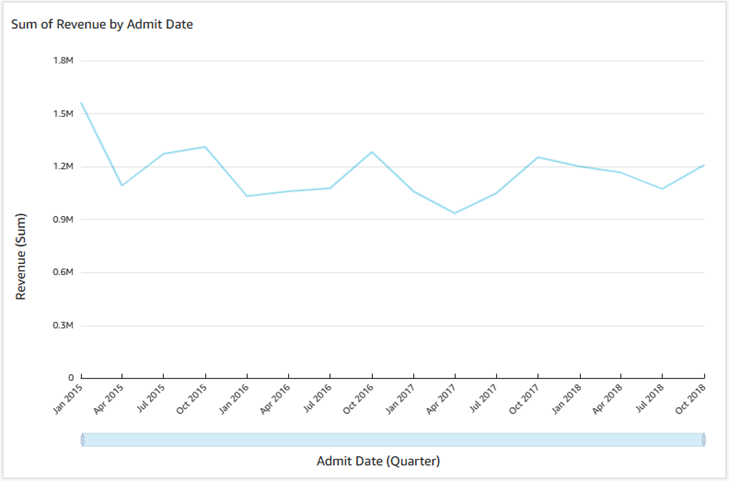 Sum of Revenue by Admit Date
1.8M
1.5M
1.2M
0.9M
0.6M
0.3M
0
Revenue (Sum)
Jan 2015
Apr 2015
Jul 2015
Oct 2015
Jan 2016
Apr 2016
Jul 2016
Oct 2016
Jan 2017
Apr 2017
Jul 2017
Oct 2017
Jan 2018
Apr 2018
Jul 2018
Oct 2018
Admit Date (Quarter)